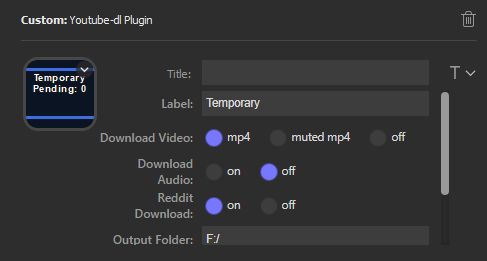 Custom: Youtube-dl Plugin
Temporary
Pending: 0
Title:
T
Label: Temporary
Download Video: mp4 muted mp4 off
Download Audio: on off
Reddit Download: on off
Output Folder: F:/